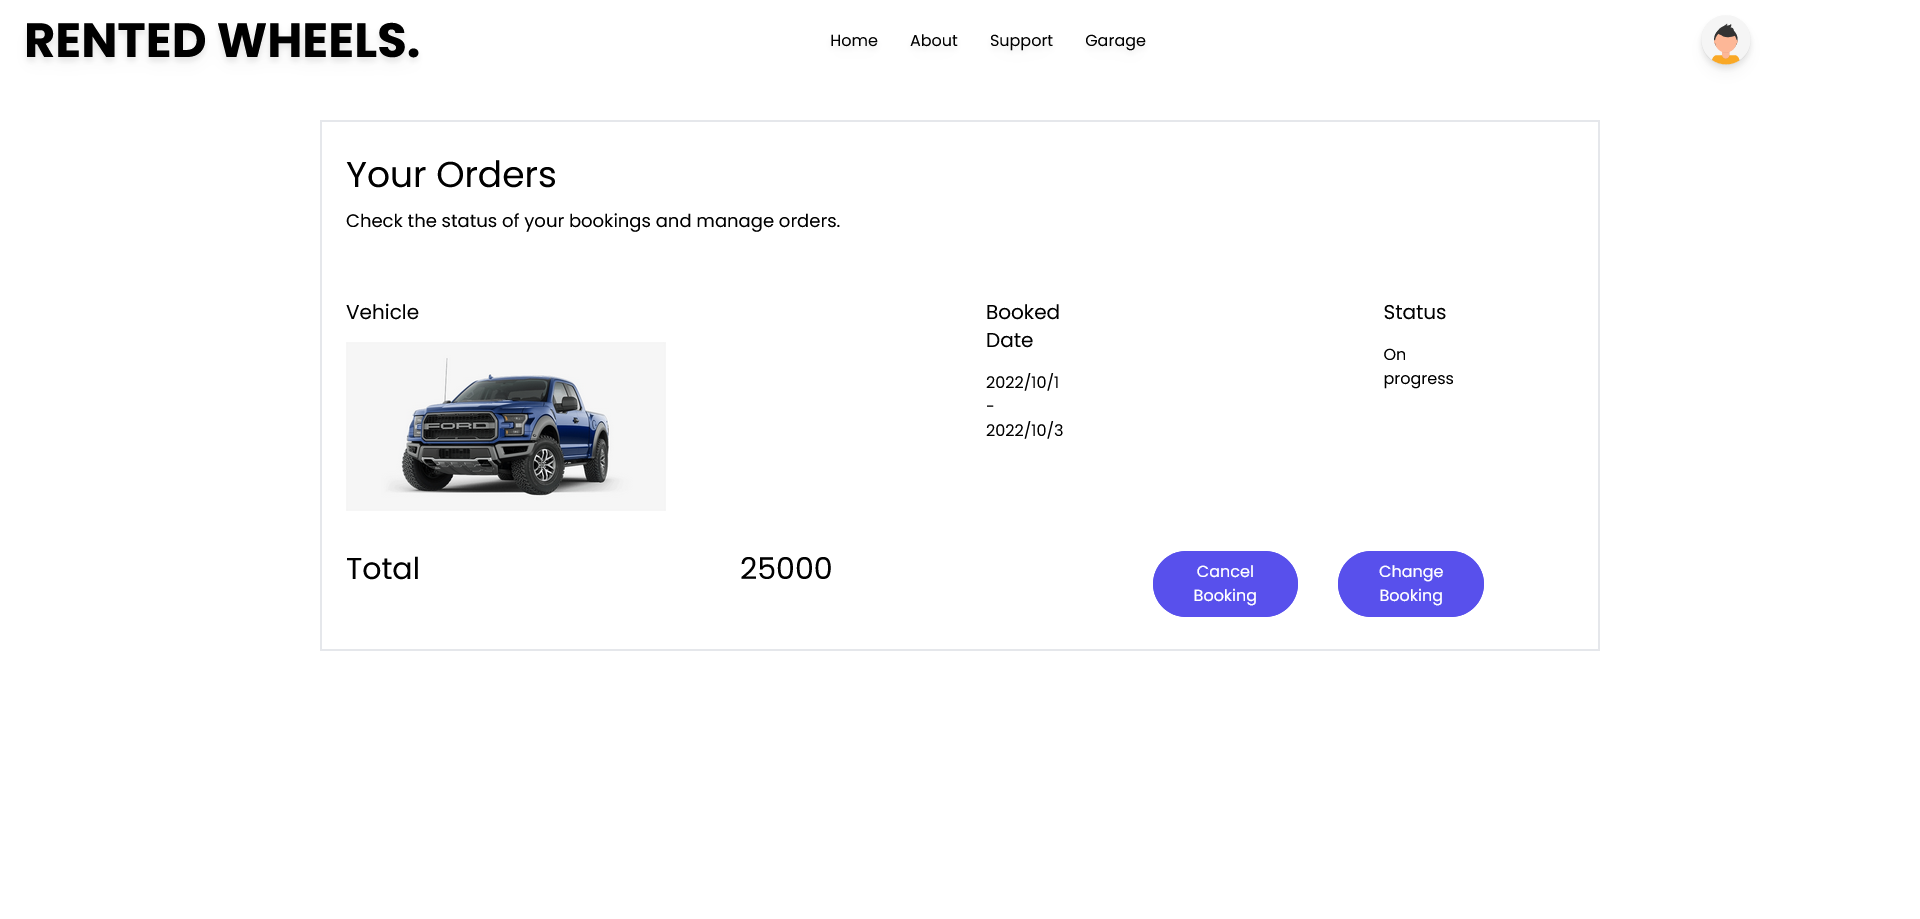 RENTED WHEELS.
Home About Support Garage
Your Orders
Check the status of your bookings and manage orders.
Vehicle
FORD
Booked
Date
2022/10/1
-
2022/10/3
Status
On
progress
Total 25000
Cancel
Booking
Change
Booking